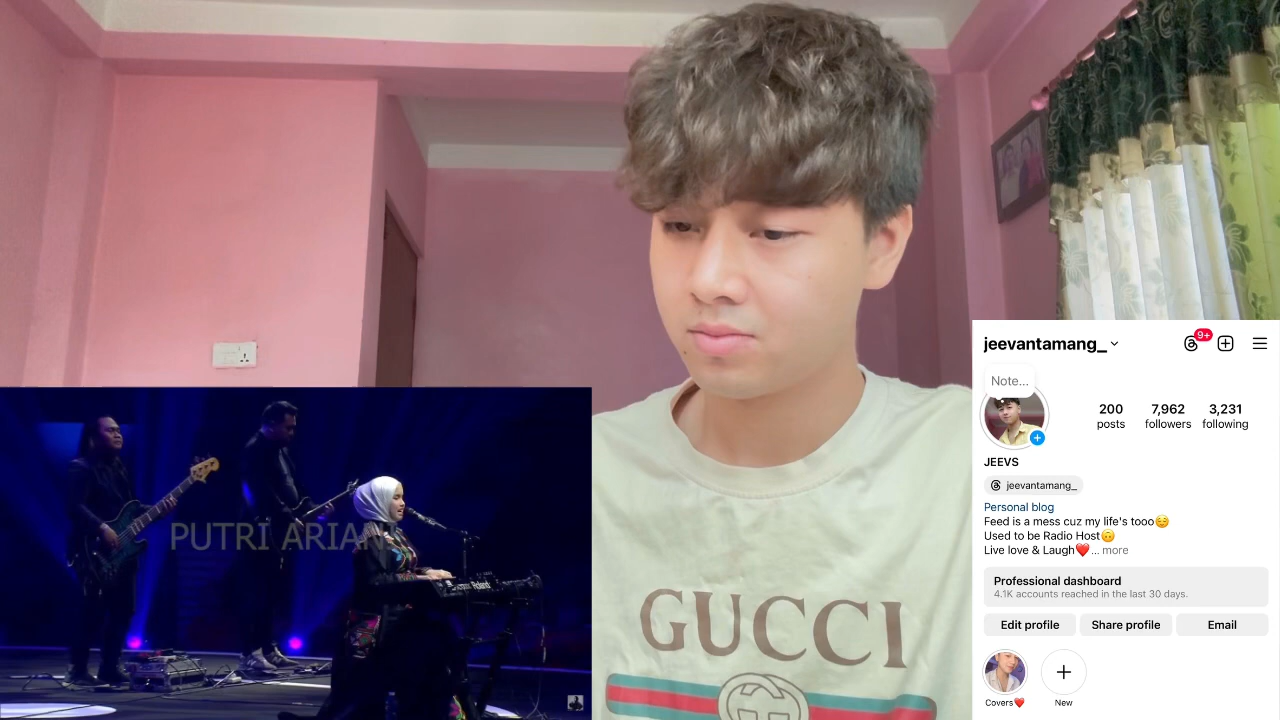 PUTRI ARIANI
Roland
GUCCI
jeevantamang_
9+
Note...
200
posts
7,962
followers
3,231
following
JEEVS
jeevantamang_
Personal blog
Feed is a mess cuz my life's tooo😌
Used to be Radio Host🙃
Live love & Laugh❤️... more
Professional dashboard
4.1K accounts reached in the last 30 days.
Edit profile
Share profile
Email
Covers❤️
New